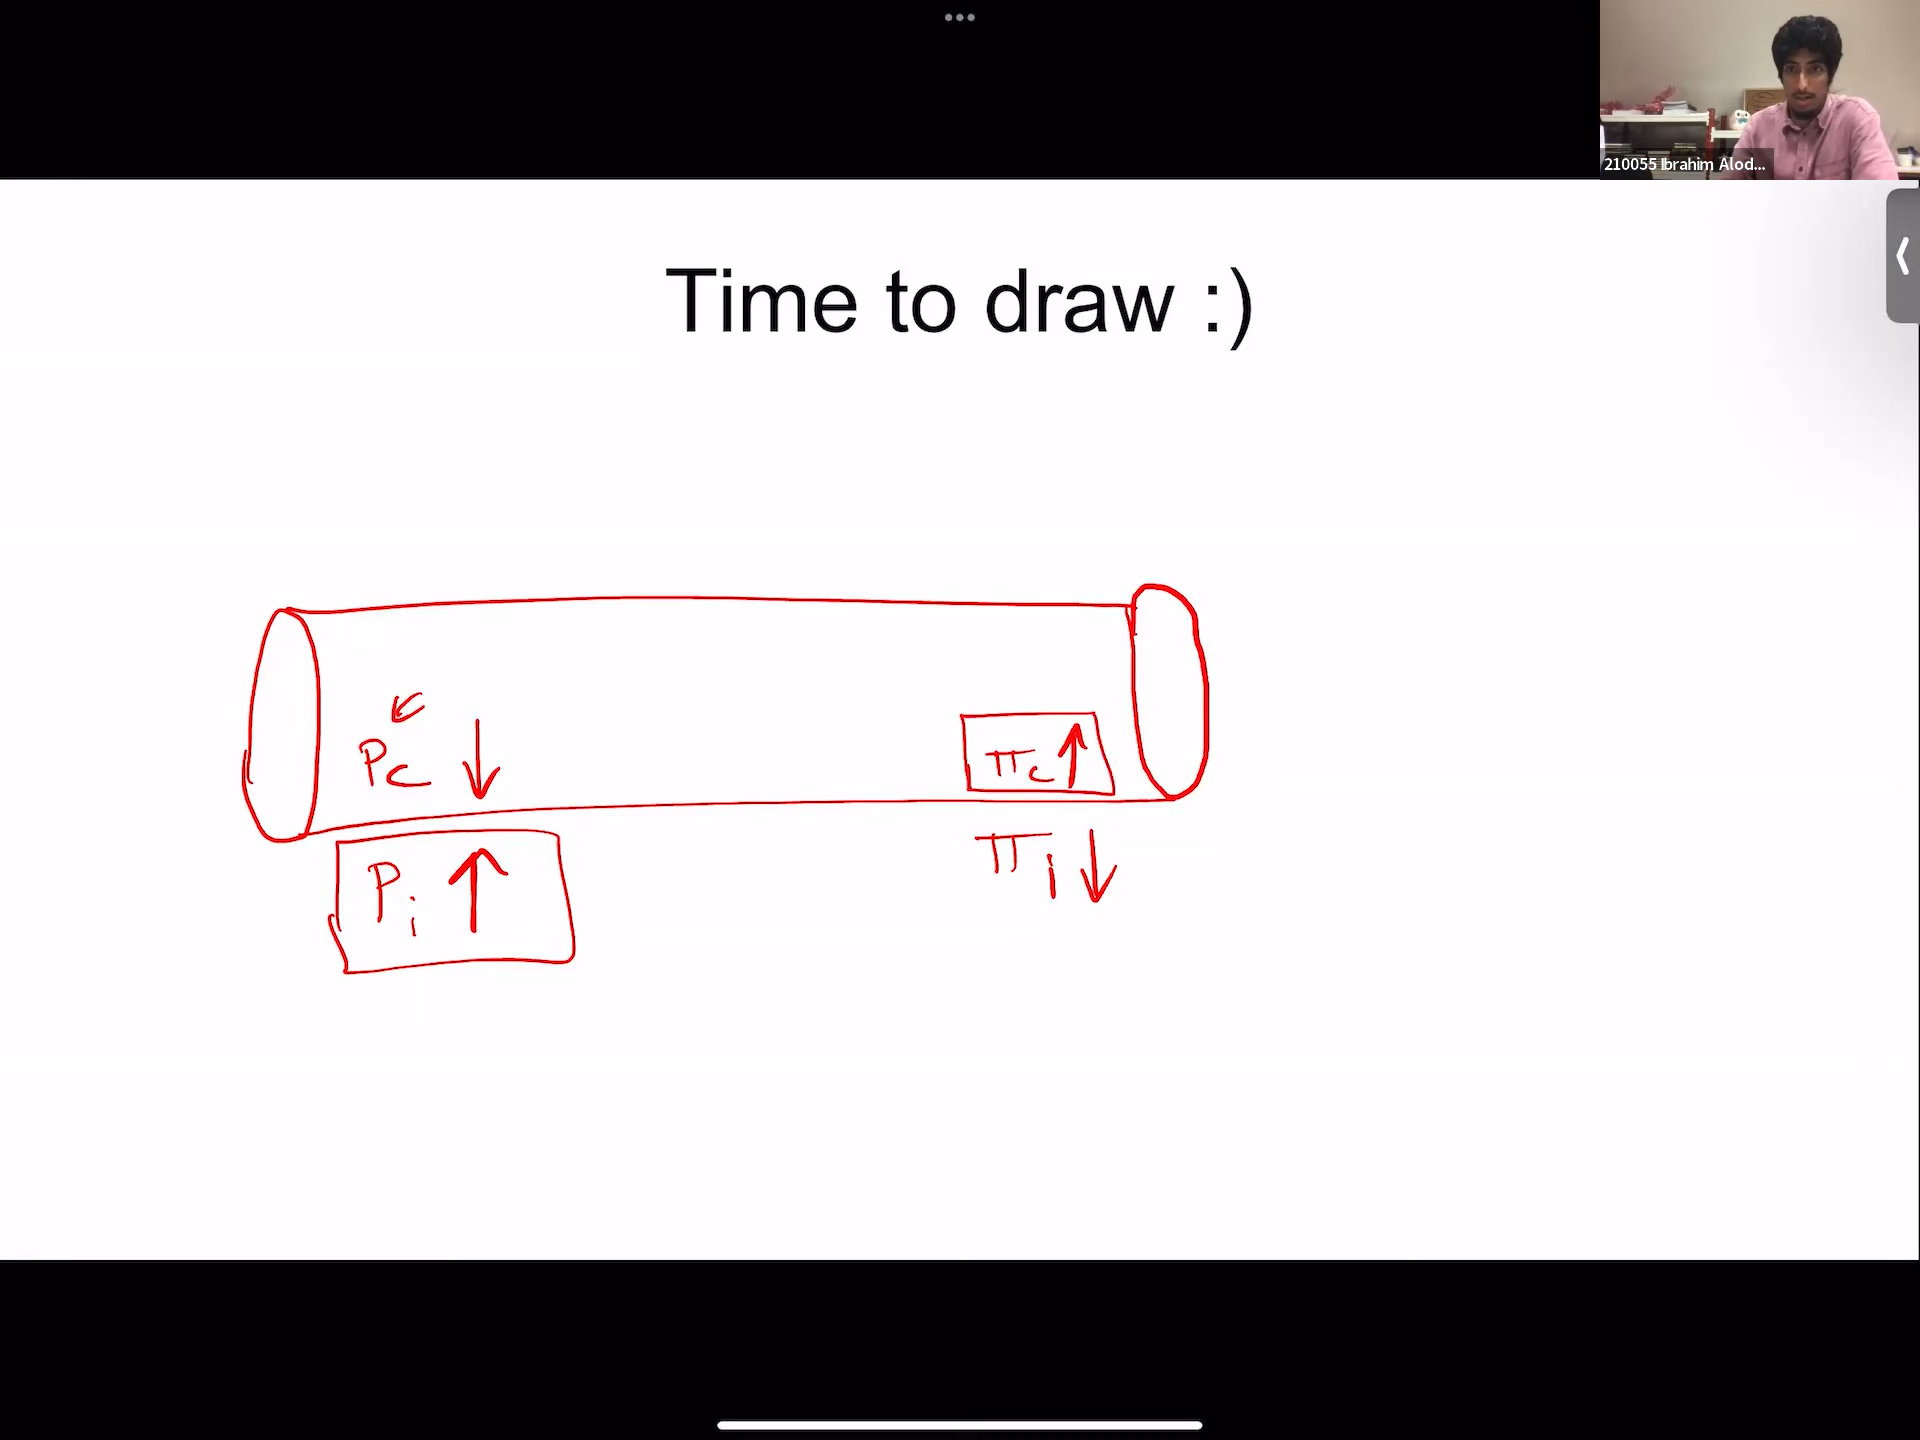 210055 Ibrahim Alod...
Time to draw :)
Pc ↓
πc ↑
Pi ↑
πi ↓